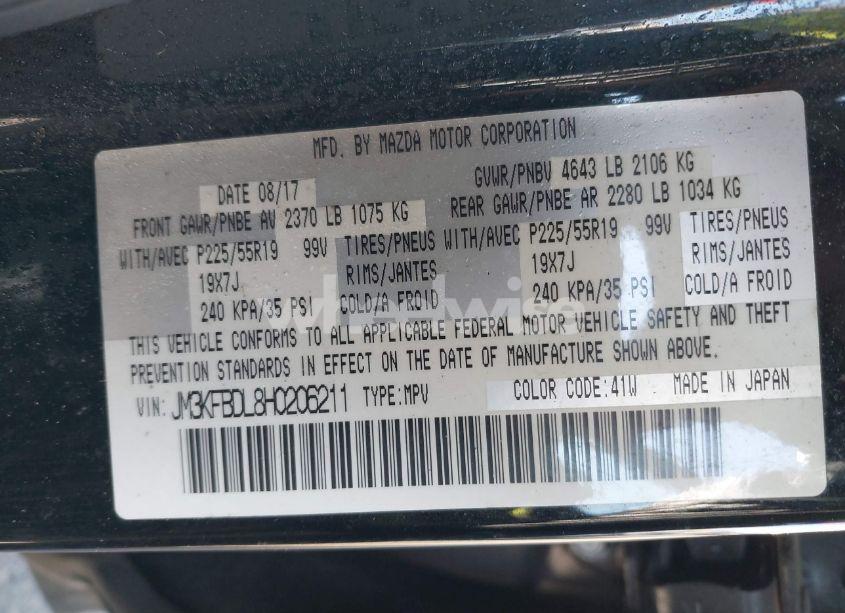 MFD. BY MAZDA MOTOR CORPORATION
DATE 08/17 GVWR/PNBV 4643 LB 2106 KG
FRONT GAWR/PNBE AV 2370 LB 1075 KG REAR GAWR/PNBE AR 2280 LB 1034 KG
WITH/AVEC P225/55R19 99V TIRES/PNEUS WITH/AVEC P225/55R19 99V TIRES/PNEUS
19X7J RIMS/JANTES 19X7J RIMS/JANTES
240 KPA/35 PSI COLD/A FROID 240 KPA/35 PSI COLD/A FROID
wheelwise
THIS VEHICLE CONFORMS TO ALL APPLICABLE FEDERAL MOTOR VEHICLE SAFETY AND THEFT
PREVENTION STANDARDS IN EFFECT ON THE DATE OF MANUFACTURE SHOWN ABOVE.
VIN: JM3KFBDL8H0206211 TYPE:MPV COLOR CODE:41W MADE IN JAPAN